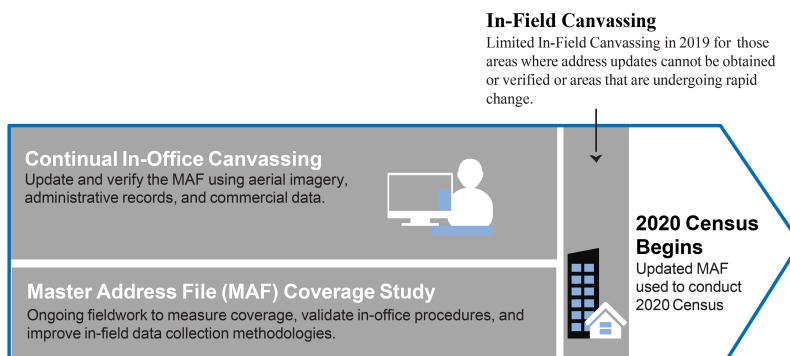 In-Field Canvassing
Limited In-Field Canvassing in 2019 for those
areas where address updates cannot be obtained
or verified or areas that are undergoing rapid
change.
Continual In-Office Canvassing
Update and verify the MAF using aerial imagery,
administrative records, and commercial data.
Master Address File (MAF) Coverage Study
Ongoing fieldwork to measure coverage, validate in-office procedures, and
improve in-field data collection methodologies.
2020 Census
Begins
Updated MAF
used to conduct
2020 Census